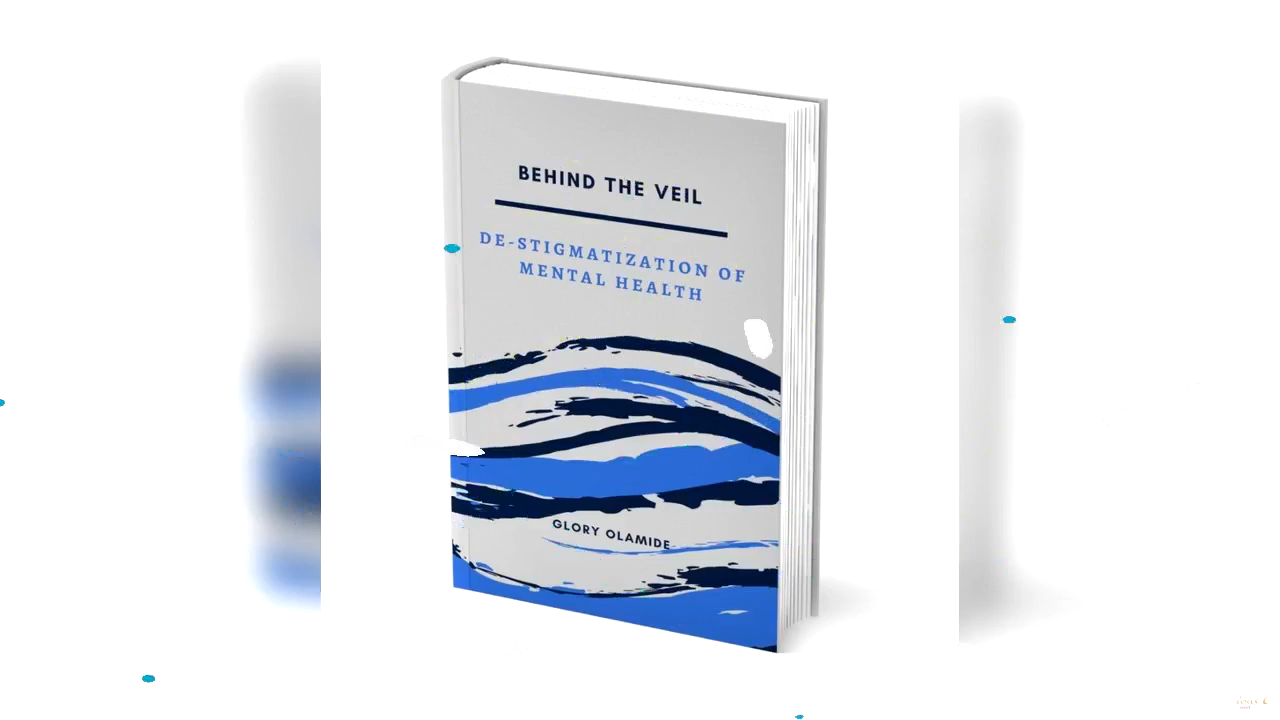 BEHIND THE VEIL
DE-STIGMATIZATION OF
MENTAL HEALTH
GLORY OLAMIDE